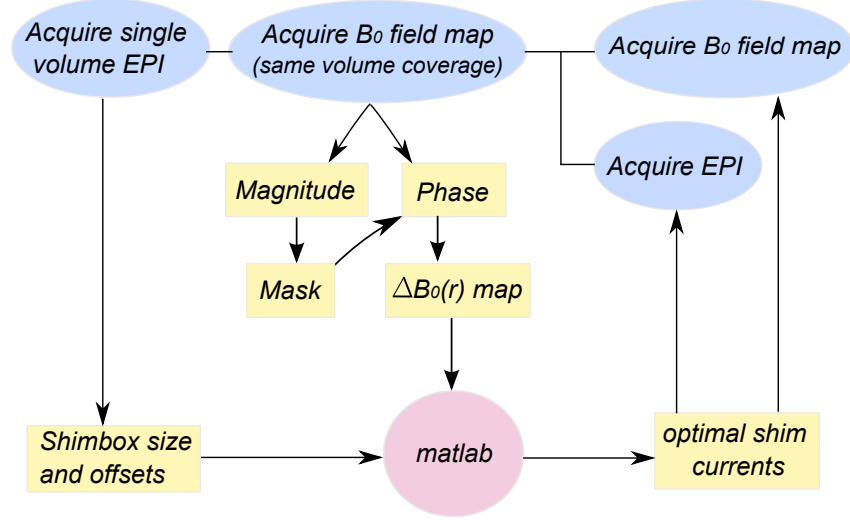 Acquire single
volume EPI
Acquire B₀ field map
(same volume coverage)
Acquire B₀ field map
Acquire EPI
Magnitude
Phase
Mask
ΔB₀(r) map
Shimbox size
and offsets
matlab
optimal shim
currents